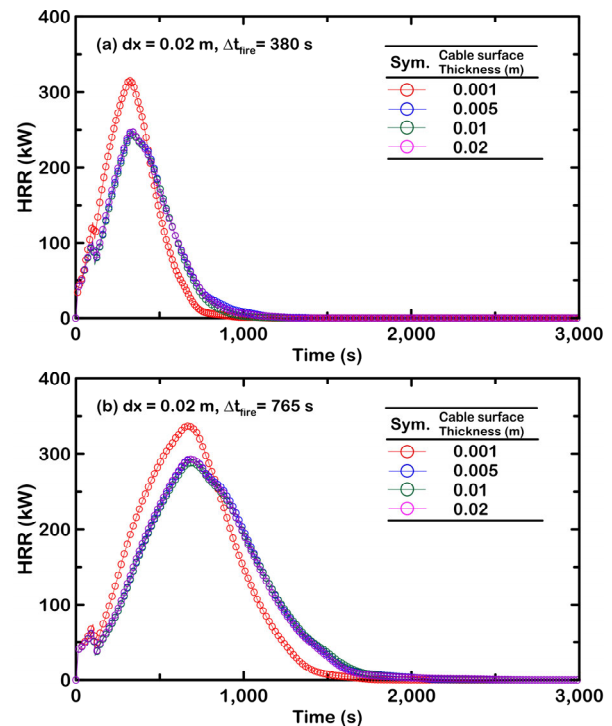 (a) dx = 0.02 m, Δt_fire = 380 s
Sym. Cable surface Thickness (m)
0.001
0.005
0.01
0.02
HRR (kW)
400
300
200
100
0
0 1,000 2,000 3,000
Time (s)
(b) dx = 0.02 m, Δt_fire = 765 s
Sym. Cable surface Thickness (m)
0.001
0.005
0.01
0.02
HRR (kW)
400
300
200
100
0
0 1,000 2,000 3,000
Time (s)